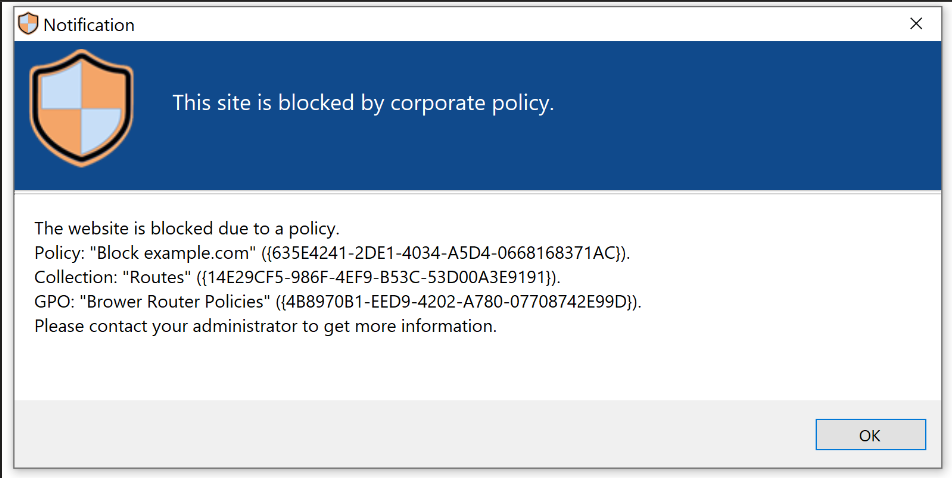 Notification
This site is blocked by corporate policy.
The website is blocked due to a policy.
Policy: "Block example.com" ({635E4241-2DE1-4034-A5D4-0668168371AC}).
Collection: "Routes" ({14E29CF5-986F-4EF9-B53C-53D00A3E9191}).
GPO: "Brower Router Policies" ({4B8970B1-EED9-4202-A780-07708742E99D}).
Please contact your administrator to get more information.
OK